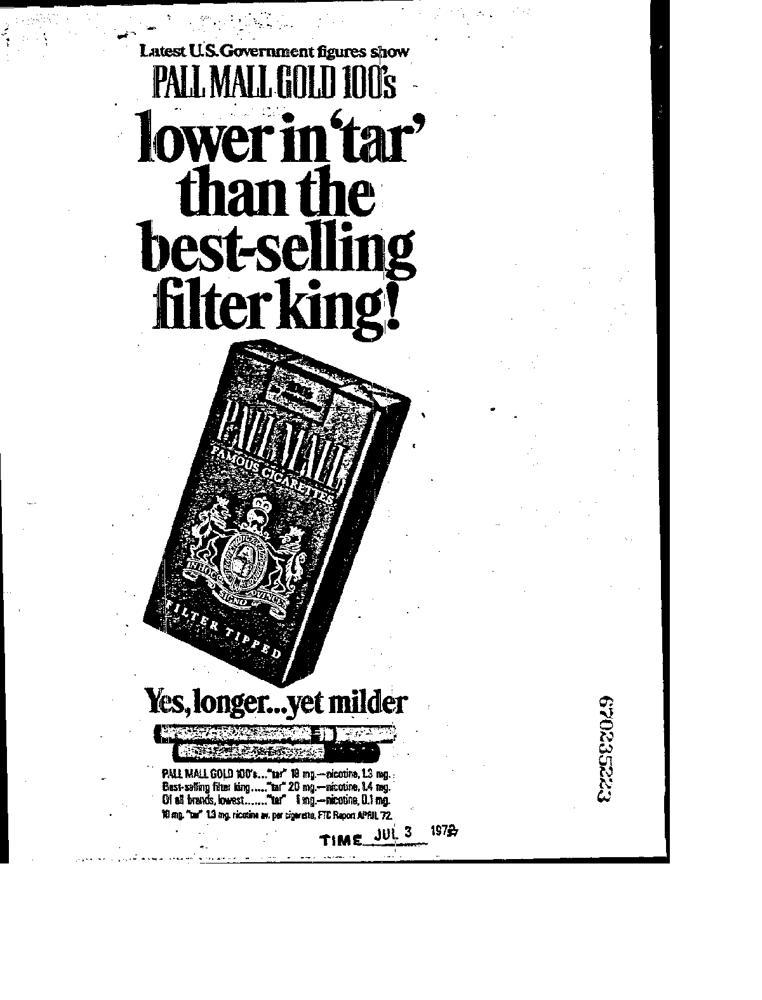 Latest U.S. Government figures show
PALL MALL GOLD 100's
lower in 'tar'
than the
best-selling
filter king!
PALL MALL
FAMOUS CIGARETTES
IN HOC
SIGNO
VINCES
FILTER TIPPED
Yes, longer...yet milder
PALL MALL GOLD 100's..."tar" 18 mg.—nicotine, 1.3 mg.
Best-selling filter king....."tar" 20 mg.—nicotine, 1.4 mg.
Of all brands, lowest......."tar" 1 mg.—nicotine, 0.1 mg.
mg. "tar" 1.3 mg. nicotine av. per cigarette, FTC Report APRIL '72.
TIME JUL 3 197
670235223